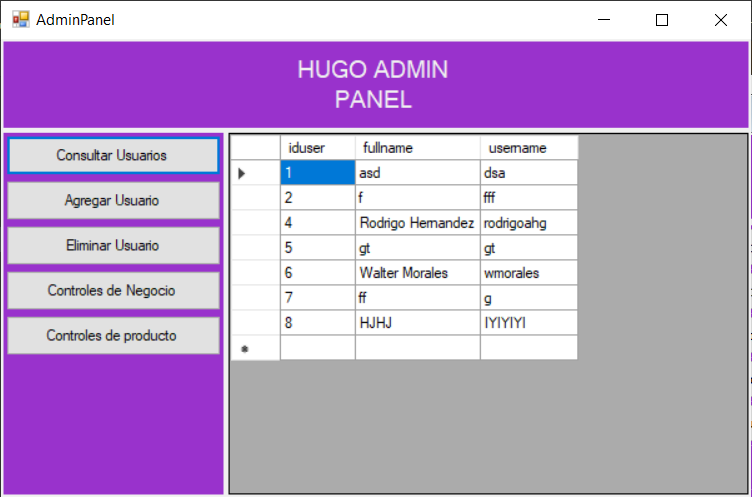 AdminPanel
HUGO ADMIN
PANEL
Consultar Usuarios
Agregar Usuario
Eliminar Usuario
Controles de Negocio
Controles de producto
iduser fullname username
1 asd dsa
2 f fff
4 Rodrigo Hernandez rodrigoahg
5 gt gt
6 Walter Morales wmorales
7 ff g
8 HJHJ IYIYIYI